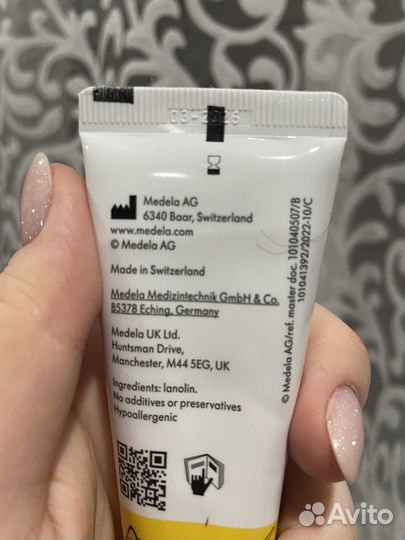 03-2026
Medela AG
6340 Baar, Switzerland
www.medela.com
© Medela AG
Made in Switzerland
Medela Medizintechnik GmbH & Co.
85378 Eching, Germany
Medela UK Ltd.
Huntsman Drive,
Manchester, M44 5EG, UK
Ingredients: lanolin.
No additives or preservatives
Hypoallergenic
© Medela AG/ref. master doc. 101040507/B
101041392/2022-10/C
Avito